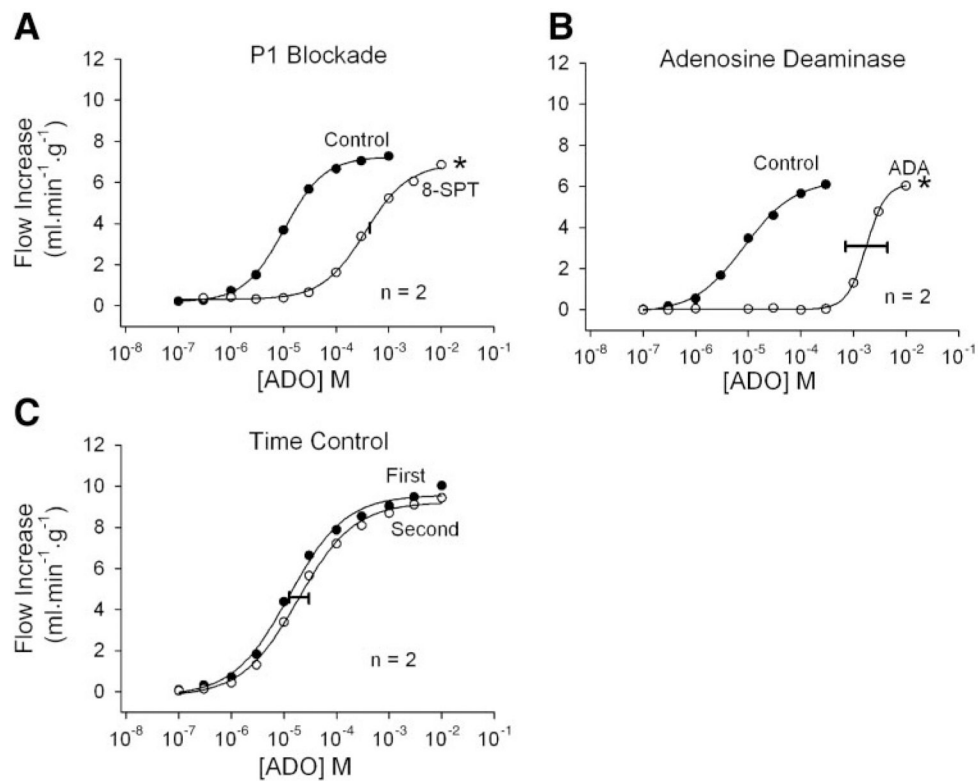 A
P1 Blockade
Flow Increase
(ml·min⁻¹·g⁻¹)
12
10
8
6
4
2
0
Control
*
8-SPT
n = 2
10⁻⁸ 10⁻⁷ 10⁻⁶ 10⁻⁵ 10⁻⁴ 10⁻³ 10⁻² 10⁻¹
[ADO] M
B
Adenosine Deaminase
12
10
8
6
4
2
0
Control
ADA
*
n = 2
10⁻⁸ 10⁻⁷ 10⁻⁶ 10⁻⁵ 10⁻⁴ 10⁻³ 10⁻² 10⁻¹
[ADO] M
C
Time Control
Flow Increase
(ml·min⁻¹·g⁻¹)
12
10
8
6
4
2
0
First
Second
n = 2
10⁻⁸ 10⁻⁷ 10⁻⁶ 10⁻⁵ 10⁻⁴ 10⁻³ 10⁻² 10⁻¹
[ADO] M